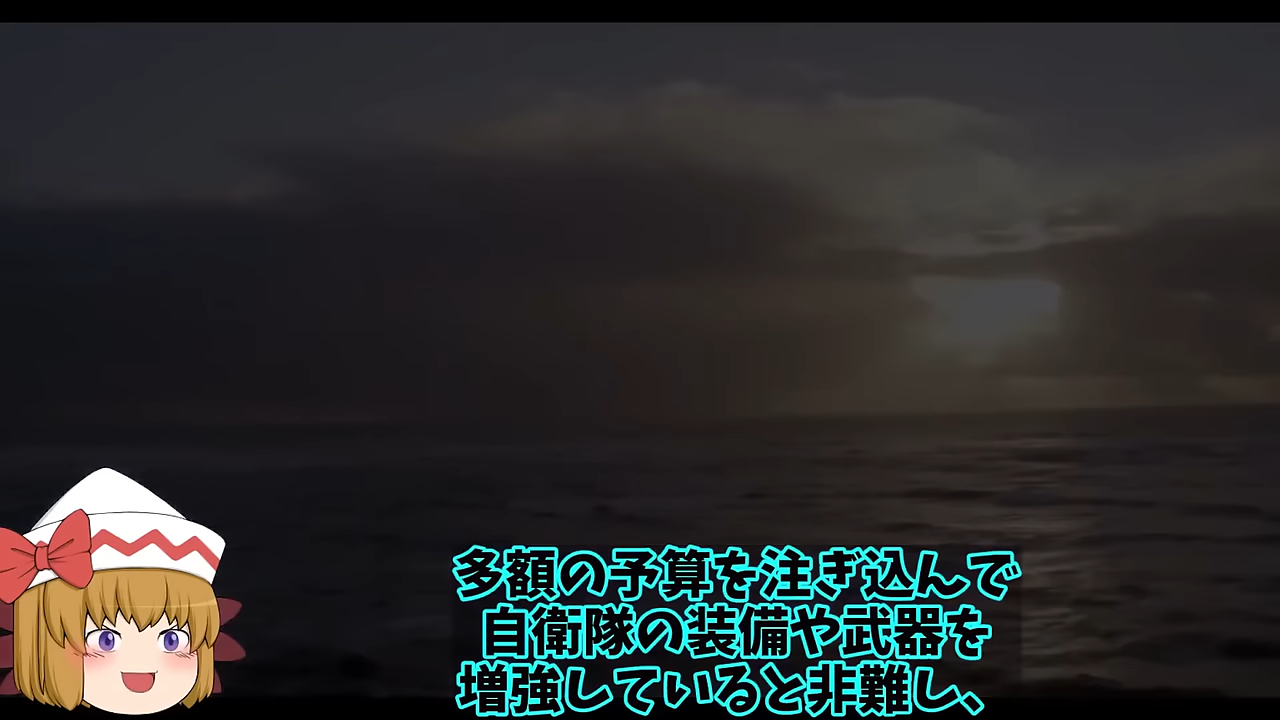 多額の予算を注ぎ込んで
自衛隊の装備や武器を
増強していると非難し、